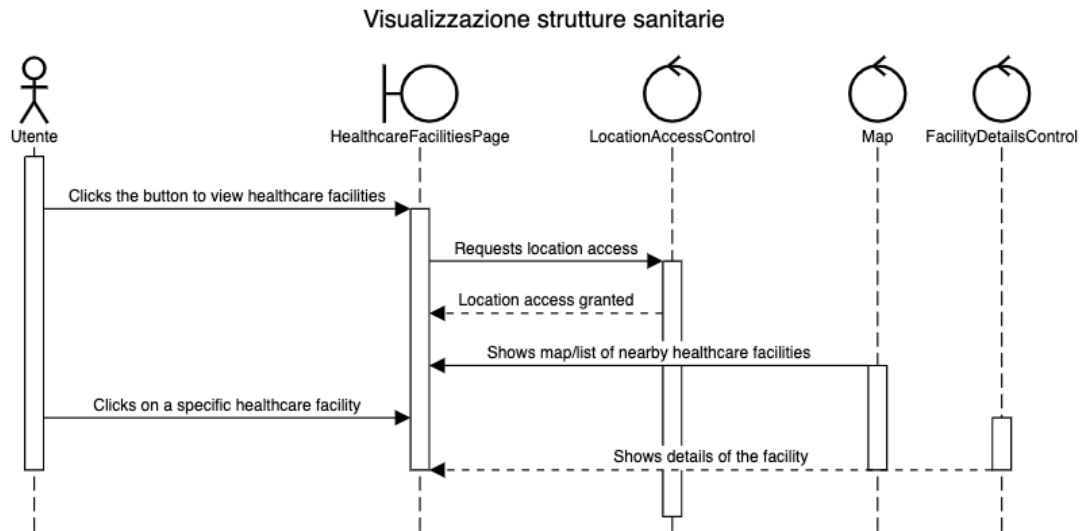 Visualizzazione strutture sanitarie
Utente
HealthcareFacilitiesPage
LocationAccessControl
Map
FacilityDetailsControl
Clicks the button to view healthcare facilities
Requests location access
Location access granted
Shows map/list of nearby healthcare facilities
Clicks on a specific healthcare facility
Shows details of the facility